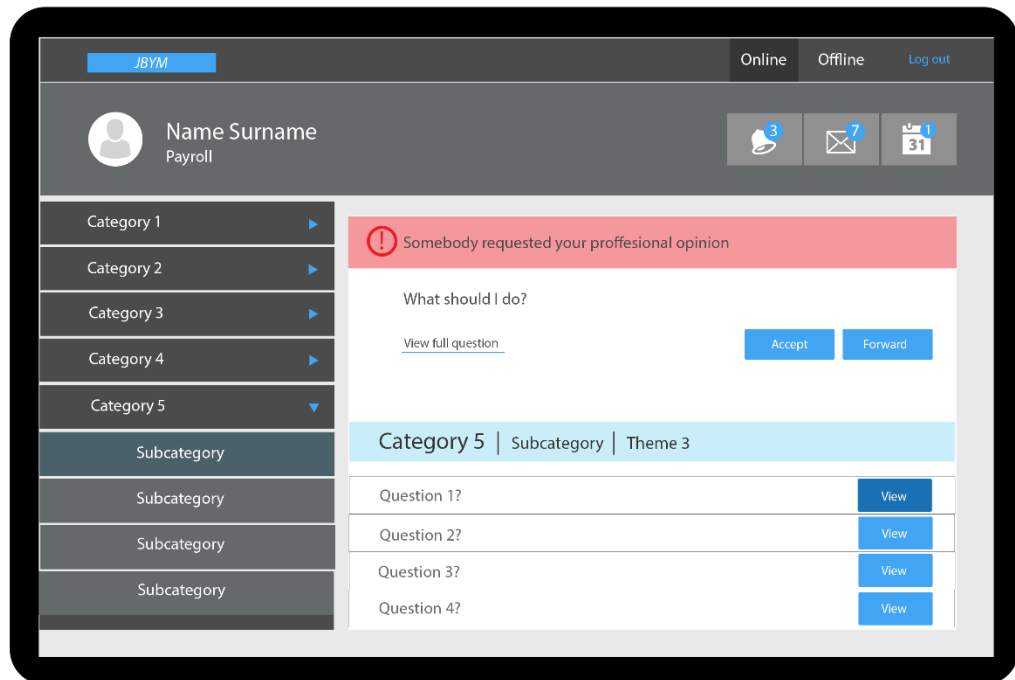 JBYM
Online Offline Log out
Name Surname
Payroll
3
7
1
31
Category 1
Category 2
Category 3
Category 4
Category 5
Subcategory
Subcategory
Subcategory
Subcategory
! Somebody requested your proffesional opinion
What should I do?
View full question
Accept
Forward
Category 5 | Subcategory | Theme 3
Question 1? View
Question 2? View
Question 3? View
Question 4? View